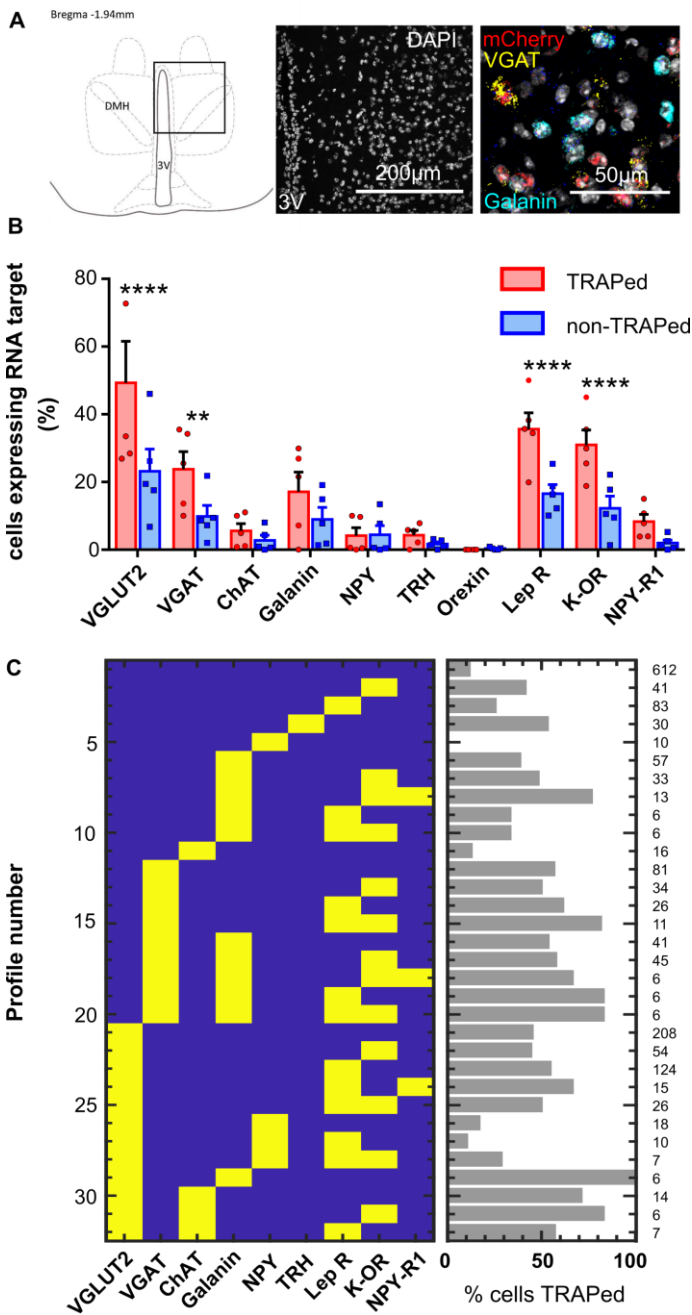 A
Bregma -1.94mm
DMH
3V
DAPI
200µm
3V
mCherry
VGAT
50µm
Galanin
B
cells expressing RNA target
(%)
80
60
40
20
0
****
**
****
****
TRAPed
non-TRAPed
VGLUT2
VGAT
ChAT
Galanin
NPY
TRH
Orexin
Lep R
K-OR
NPY-R1
C
Profile number
5
10
15
20
25
30
VGLUT2
VGAT
ChAT
Galanin
NPY
TRH
Lep R
K-OR
NPY-R1
612
41
83
30
10
57
33
13
6
6
16
81
34
26
11
41
45
6
6
6
208
54
124
15
26
18
10
7
6
14
6
7
0
50
100
% cells TRAPed